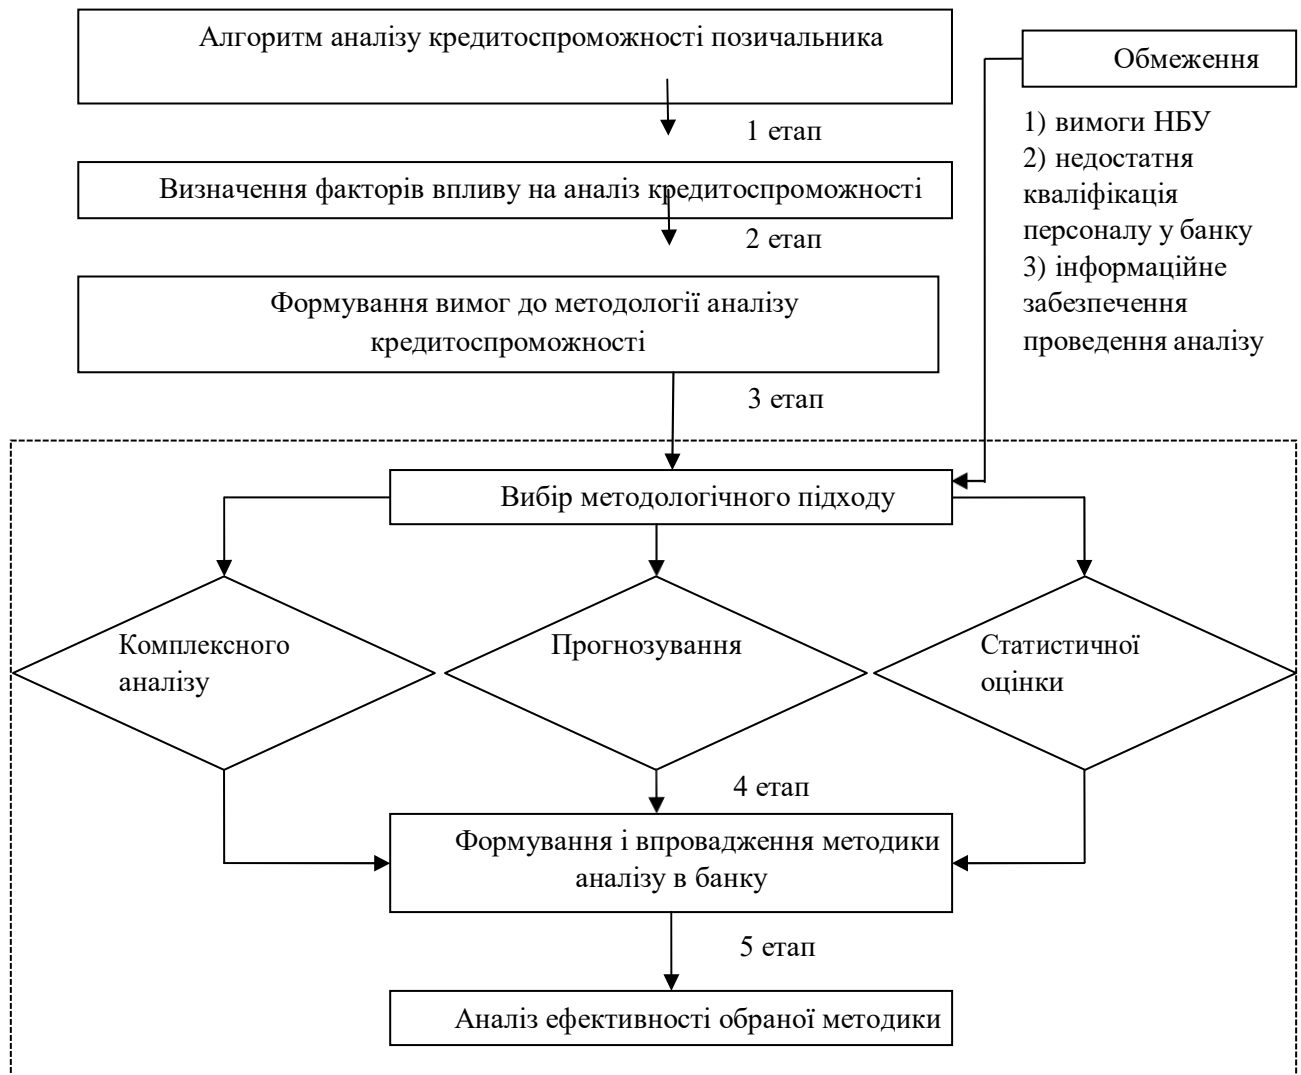 Алгоритм аналізу кредитоспроможності позичальника
Обмеження
1) вимоги НБУ
2) недостатня
кваліфікація
персоналу у банку
3) інформаційне
забезпечення
проведення аналізу
1 етап
Визначення факторів впливу на аналіз кредитоспроможності
2 етап
Формування вимог до методології аналізу
кредитоспроможності
3 етап
Вибір методологічного підходу
Комплексного
аналізу
Прогнозування
Статистичної
оцінки
4 етап
Формування і впровадження методики
аналізу в банку
5 етап
Аналіз ефективності обраної методики